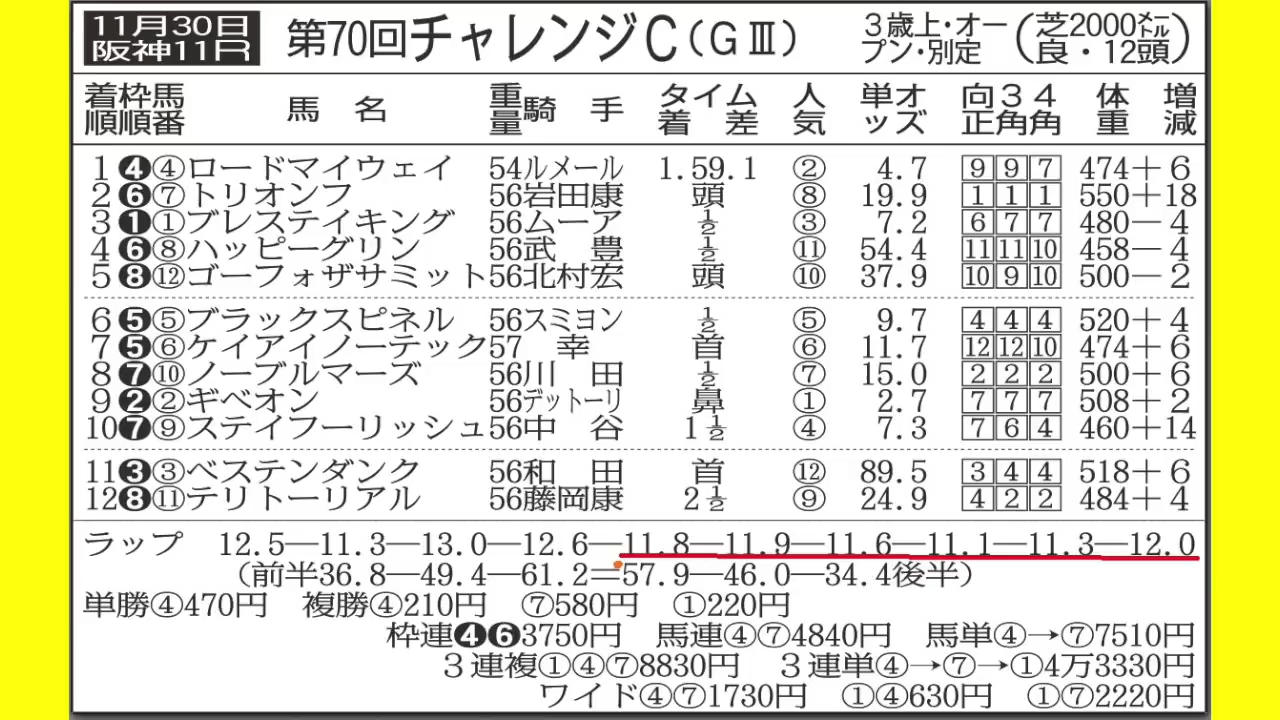 11月30日
阪神11R
第70回チャレンジC(GⅢ)
3歳上・オー
プン・別定
(芝2000㍍
良・12頭)
着順 枠順 馬番 馬名 重量 騎手 タイム着差 人気 単オッズ 向正 3角 4角 体重 増減
1 ❹ ④ ロードマイウェイ 54 ルメール 1.59.1 ② 4.7 9 9 7 474+6
2 ❻ ⑦ トリオンフ 56 岩田康 頭 ⑧ 19.9 1 1 1 550+18
3 ❶ ① ブレステイキング 56 ムーア ½ ③ 7.2 6 7 7 480-4
4 ❻ ⑧ ハッピーグリン 56 武 豊 ½ ⑪ 54.4 11 11 10 458-4
5 ❽ ⑫ ゴーフォザサミット 56 北村宏 頭 ⑩ 37.9 10 9 10 500-2
6 ❺ ⑤ ブラックスピネル 56 スミヨン ½ ⑤ 9.7 4 4 4 520+4
7 ❺ ⑥ ケイアイノーテック 57 幸 首 ⑥ 11.7 12 12 10 474+6
8 ❼ ⑩ ノーブルマーズ 56 川 田 ½ ⑦ 15.0 2 2 2 500+6
9 ❷ ② ギベオン 56 デットーリ 鼻 ① 2.7 7 7 7 508+2
10 ❼ ⑨ ステイフーリッシュ 56 中 谷 1½ ④ 7.3 7 6 4 460+14
11 ❸ ③ ベステンダンク 56 和 田 首 ⑫ 89.5 3 4 4 518+6
12 ❽ ⑪ テリトーリアル 56 藤岡康 2½ ⑨ 24.9 4 2 2 484+4
ラップ 12.5―11.3―13.0―12.6―11.8―11.9―11.6―11.1―11.3―12.0
(前半36.8―49.4―61.2=57.9―46.0―34.4後半)
単勝④470円 複勝④210円 ⑦580円 ①220円
枠連❹❻3750円 馬連④⑦4840円 馬単④→⑦7510円
3連複①④⑦8830円 3連単④→⑦→①4万3330円
ワイド④⑦1730円 ①④630円 ①⑦2220円